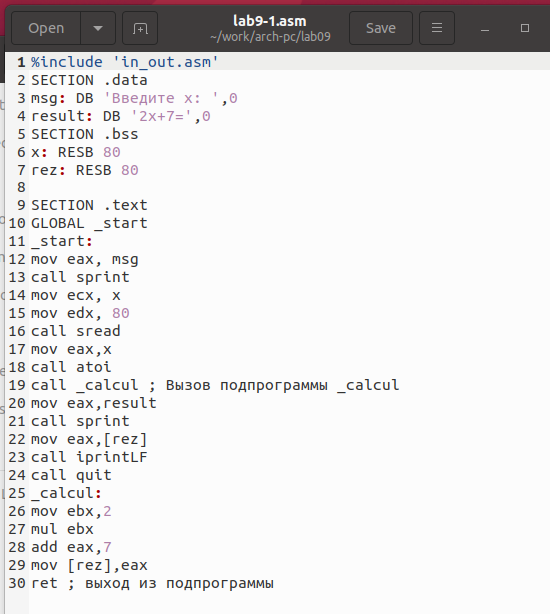 Open
lab9-1.asm
~/work/arch-pc/lab09
Save
1 %include 'in_out.asm'
2 SECTION .data
3 msg: DB 'Введите x: ',0
4 result: DB '2x+7=',0
5 SECTION .bss
6 x: RESB 80
7 rez: RESB 80
8
9 SECTION .text
10 GLOBAL _start
11 _start:
12 mov eax, msg
13 call sprint
14 mov ecx, x
15 mov edx, 80
16 call sread
17 mov eax,x
18 call atoi
19 call _calcul ; Вызов подпрограммы _calcul
20 mov eax,result
21 call sprint
22 mov eax,[rez]
23 call iprintLF
24 call quit
25 _calcul:
26 mov ebx,2
27 mul ebx
28 add eax,7
29 mov [rez],eax
30 ret ; выход из подпрограммы